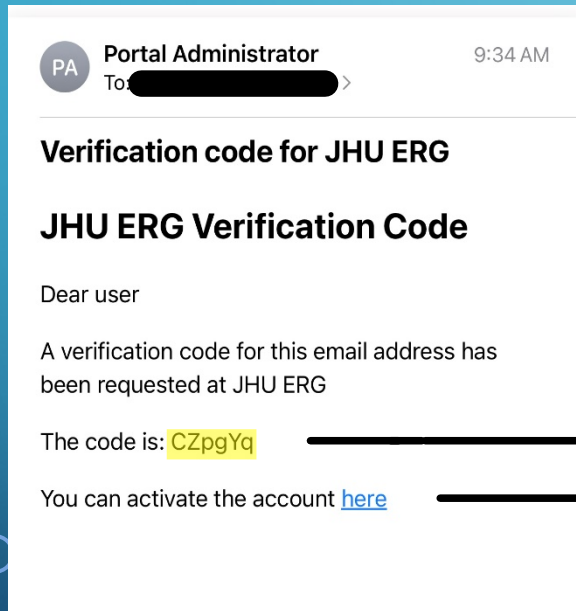 PA
Portal Administrator
9:34 AM
To:
Verification code for JHU ERG
JHU ERG Verification Code
Dear user
A verification code for this email address has
been requested at JHU ERG
The code is: CZpgYq
You can activate the account here